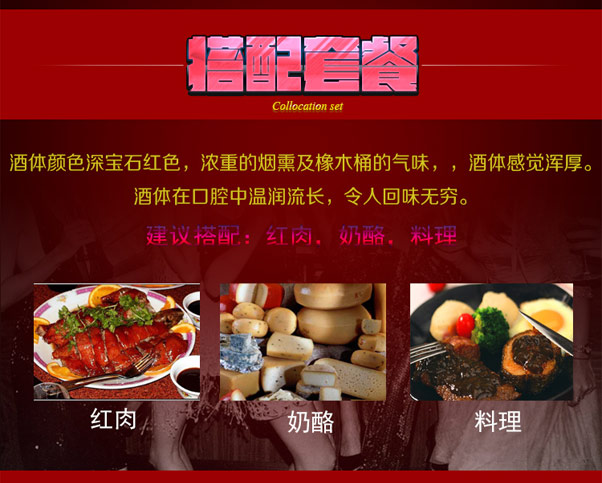 搭配套餐
Collocation set
酒体颜色深宝石红色，浓重的烟熏及橡木桶的气味，，酒体感觉浑厚。
酒体在口腔中温润流长，令人回味无穷。
建议搭配：红肉，奶酪，料理
红肉
奶酪
料理